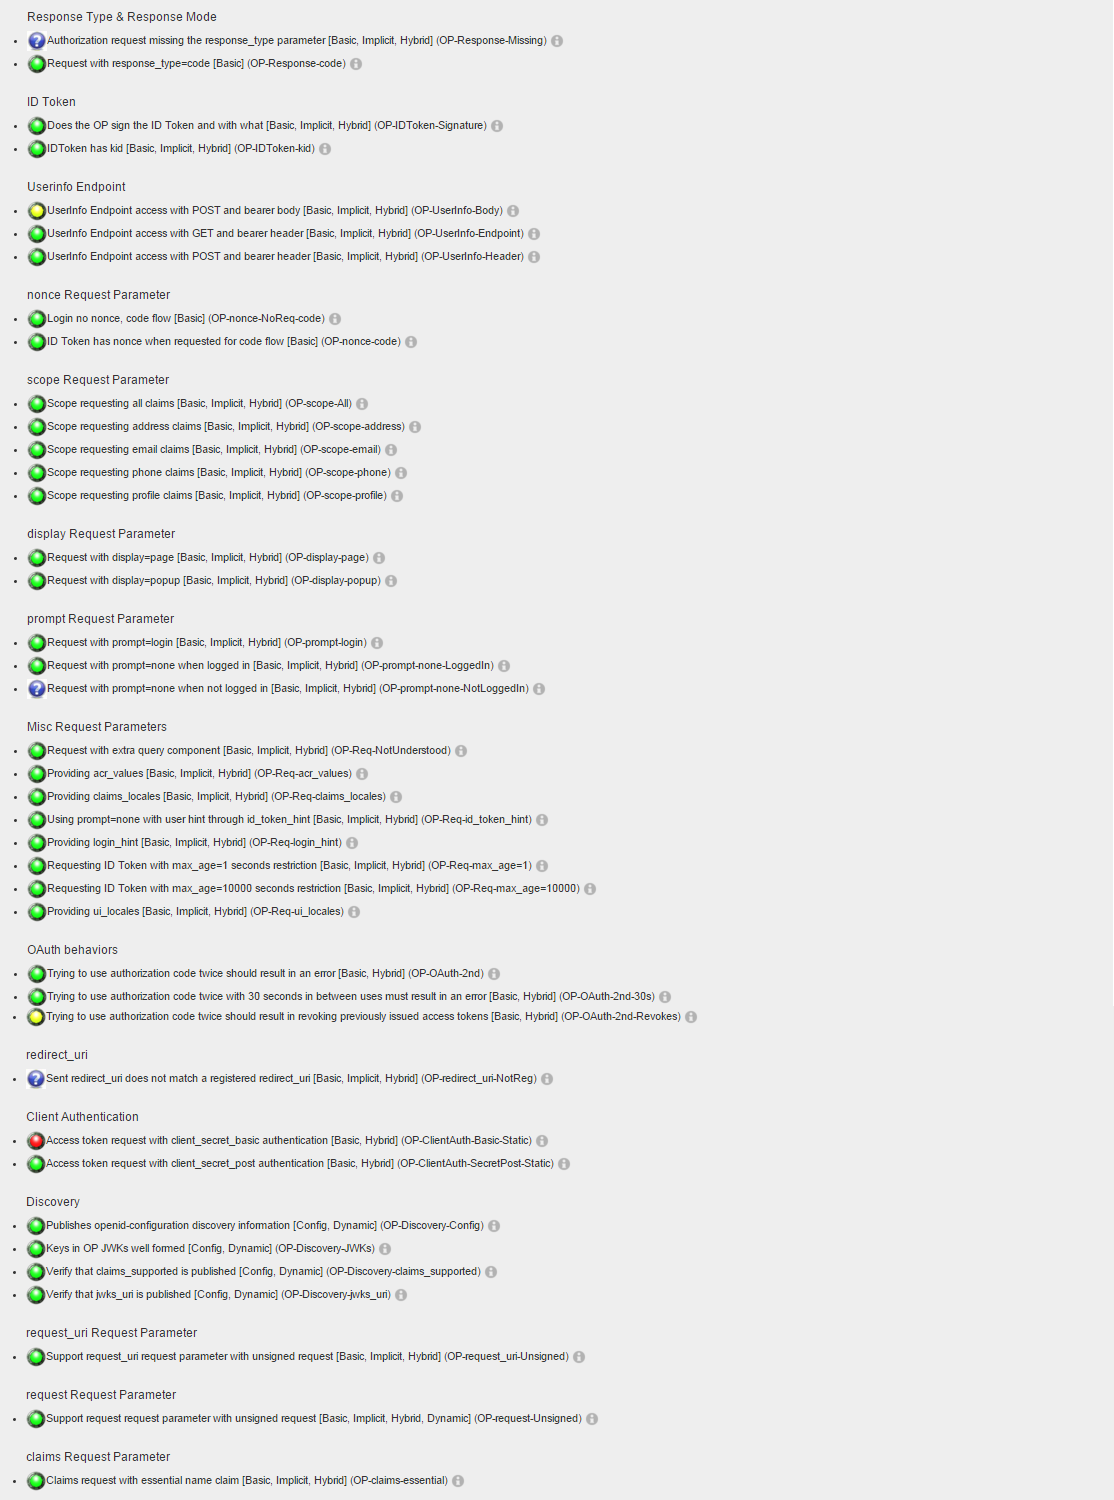 Response Type & Response Mode
Authorization request missing the response_type parameter [Basic, Implicit, Hybrid] (OP-Response-Missing)
Request with response_type=code [Basic] (OP-Response-code)
ID Token
Does the OP sign the ID Token and with what [Basic, Implicit, Hybrid] (OP-IDToken-Signature)
IDToken has kid [Basic, Implicit, Hybrid] (OP-IDToken-kid)
Userinfo Endpoint
UserInfo Endpoint access with POST and bearer body [Basic, Implicit, Hybrid] (OP-UserInfo-Body)
UserInfo Endpoint access with GET and bearer header [Basic, Implicit, Hybrid] (OP-UserInfo-Endpoint)
UserInfo Endpoint access with POST and bearer header [Basic, Implicit, Hybrid] (OP-UserInfo-Header)
nonce Request Parameter
Login no nonce, code flow [Basic] (OP-nonce-NoReq-code)
ID Token has nonce when requested for code flow [Basic] (OP-nonce-code)
scope Request Parameter
Scope requesting all claims [Basic, Implicit, Hybrid] (OP-scope-All)
Scope requesting address claims [Basic, Implicit, Hybrid] (OP-scope-address)
Scope requesting email claims [Basic, Implicit, Hybrid] (OP-scope-email)
Scope requesting phone claims [Basic, Implicit, Hybrid] (OP-scope-phone)
Scope requesting profile claims [Basic, Implicit, Hybrid] (OP-scope-profile)
display Request Parameter
Request with display=page [Basic, Implicit, Hybrid] (OP-display-page)
Request with display=popup [Basic, Implicit, Hybrid] (OP-display-popup)
prompt Request Parameter
Request with prompt=login [Basic, Implicit, Hybrid] (OP-prompt-login)
Request with prompt=none when logged in [Basic, Implicit, Hybrid] (OP-prompt-none-LoggedIn)
Request with prompt=none when not logged in [Basic, Implicit, Hybrid] (OP-prompt-none-NotLoggedIn)
Misc Request Parameters
Request with extra query component [Basic, Implicit, Hybrid] (OP-Req-NotUnderstood)
Providing acr_values [Basic, Implicit, Hybrid] (OP-Req-acr_values)
Providing claims_locales [Basic, Implicit, Hybrid] (OP-Req-claims_locales)
Using prompt=none with user hint through id_token_hint [Basic, Implicit, Hybrid] (OP-Req-id_token_hint)
Providing login_hint [Basic, Implicit, Hybrid] (OP-Req-login_hint)
Requesting ID Token with max_age=1 seconds restriction [Basic, Implicit, Hybrid] (OP-Req-max_age=1)
Requesting ID Token with max_age=10000 seconds restriction [Basic, Implicit, Hybrid] (OP-Req-max_age=10000)
Providing ui_locales [Basic, Implicit, Hybrid] (OP-Req-ui_locales)
OAuth behaviors
Trying to use authorization code twice should result in an error [Basic, Hybrid] (OP-OAuth-2nd)
Trying to use authorization code twice with 30 seconds in between uses must result in an error [Basic, Hybrid] (OP-OAuth-2nd-30s)
Trying to use authorization code twice should result in revoking previously issued access tokens [Basic, Hybrid] (OP-OAuth-2nd-Revokes)
redirect_uri
Sent redirect_uri does not match a registered redirect_uri [Basic, Implicit, Hybrid] (OP-redirect_uri-NotReg)
Client Authentication
Access token request with client_secret_basic authentication [Basic, Hybrid] (OP-ClientAuth-Basic-Static)
Access token request with client_secret_post authentication [Basic, Hybrid] (OP-ClientAuth-SecretPost-Static)
Discovery
Publishes openid-configuration discovery information [Config, Dynamic] (OP-Discovery-Config)
Keys in OP JWKs well formed [Config, Dynamic] (OP-Discovery-JWKs)
Verify that claims_supported is published [Config, Dynamic] (OP-Discovery-claims_supported)
Verify that jwks_uri is published [Config, Dynamic] (OP-Discovery-jwks_uri)
request_uri Request Parameter
Support request_uri request parameter with unsigned request [Basic, Implicit, Hybrid] (OP-request_uri-Unsigned)
request Request Parameter
Support request request parameter with unsigned request [Basic, Implicit, Hybrid, Dynamic] (OP-request-Unsigned)
claims Request Parameter
Claims request with essential name claim [Basic, Implicit, Hybrid] (OP-claims-essential)